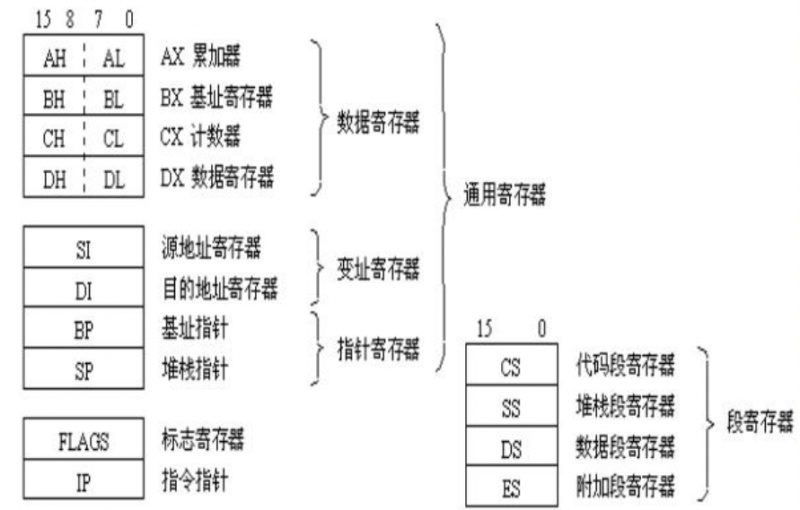 15 8 7 0
AH AL AX 累加器
BH BL BX 基址寄存器
CH CL CX 计数器
DH DL DX 数据寄存器
数据寄存器
通用寄存器
SI 源地址寄存器
DI 目的地址寄存器
变址寄存器
BP 基址指针
SP 堆栈指针
指针寄存器
FLAGS 标志寄存器
IP 指令指针
15 0
CS 代码段寄存器
SS 堆栈段寄存器
DS 数据段寄存器
ES 附加段寄存器
段寄存器